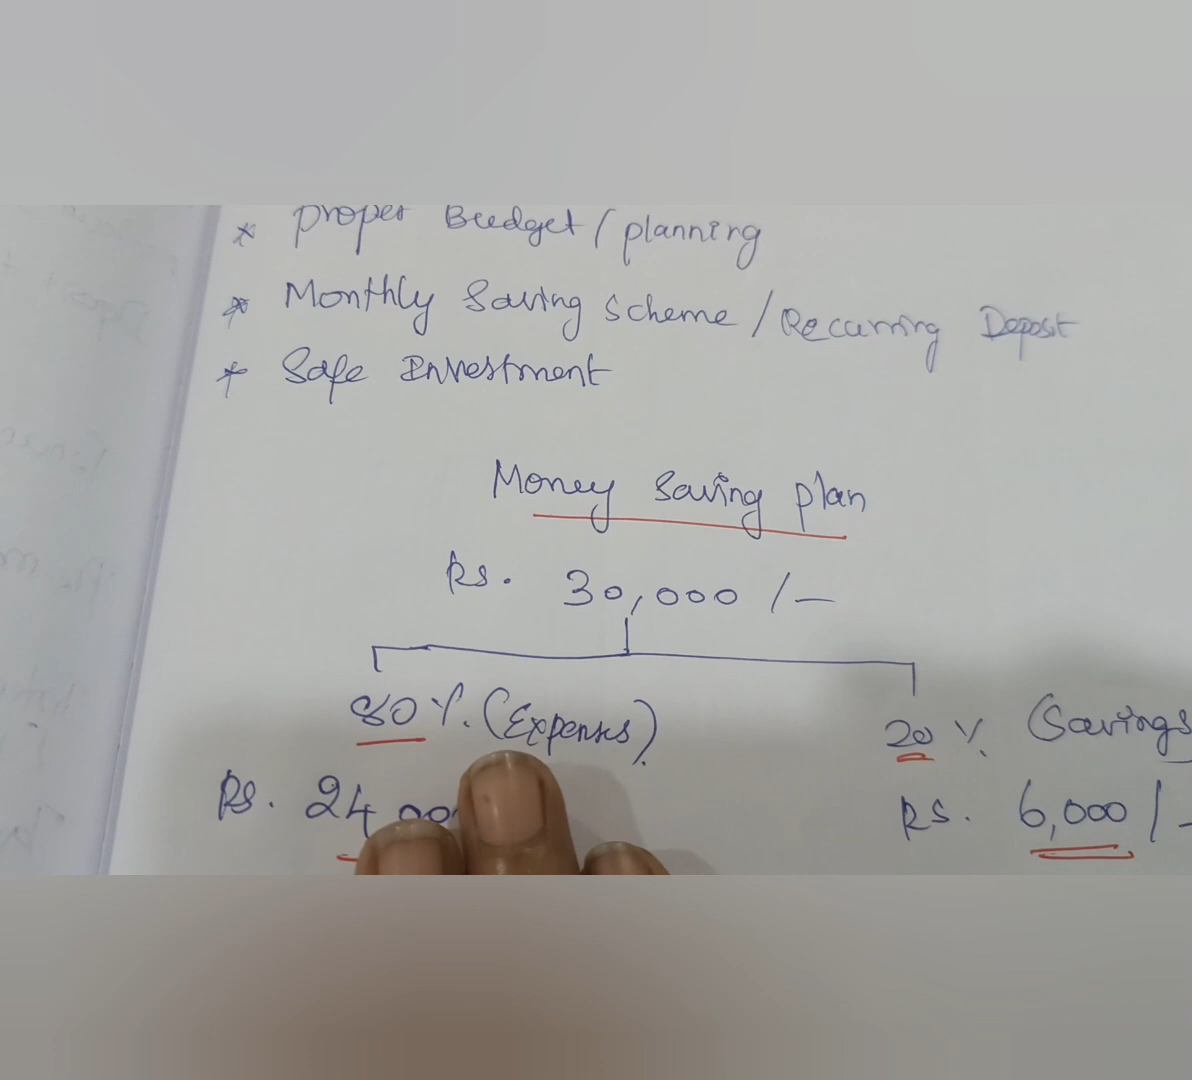 * Proper Budget / planning
* Monthly Saving Scheme / Recurring Deposit
* Safe Investment
Money Saving plan
Rs. 30,000 /-
80 %. (Expenses)
20 %. (Savings
Rs. 24,00
Rs. 6,000 /-